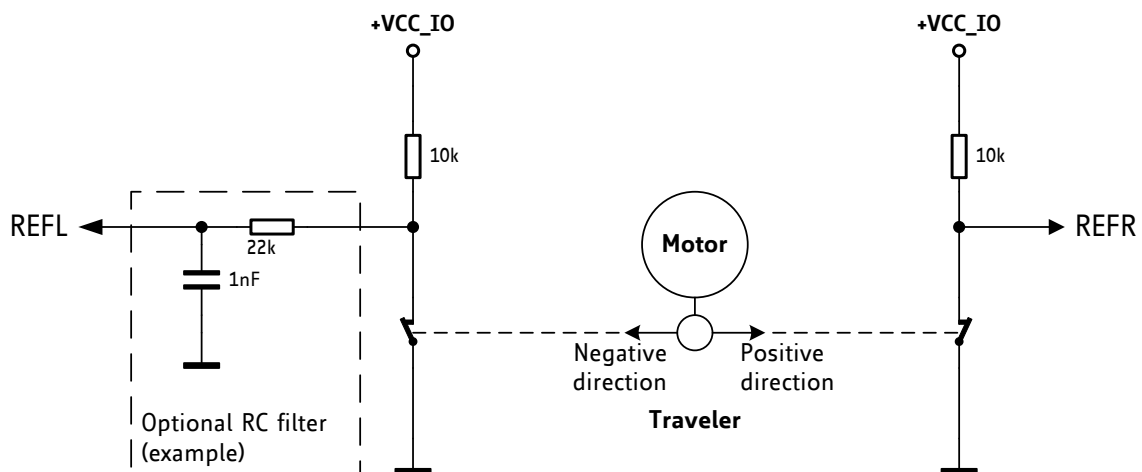 +VCC_IO
+VCC_IO
10k
10k
REFL
22k
1nF
Motor
REFR
Negative
direction
Positive
direction
Traveler
Optional RC filter
(example)